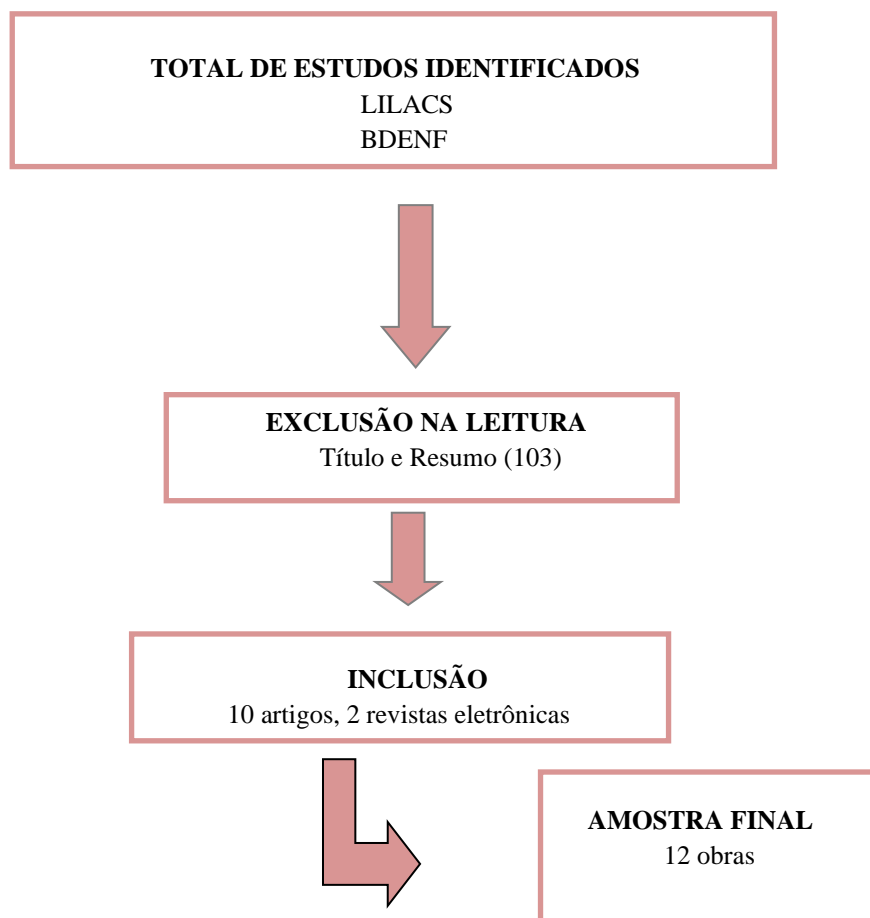 TOTAL DE ESTUDOS IDENTIFICADOS
LILACS
BDENF
EXCLUSÃO NA LEITURA
Título e Resumo (103)
INCLUSÃO
10 artigos, 2 revistas eletrônicas
AMOSTRA FINAL
12 obras